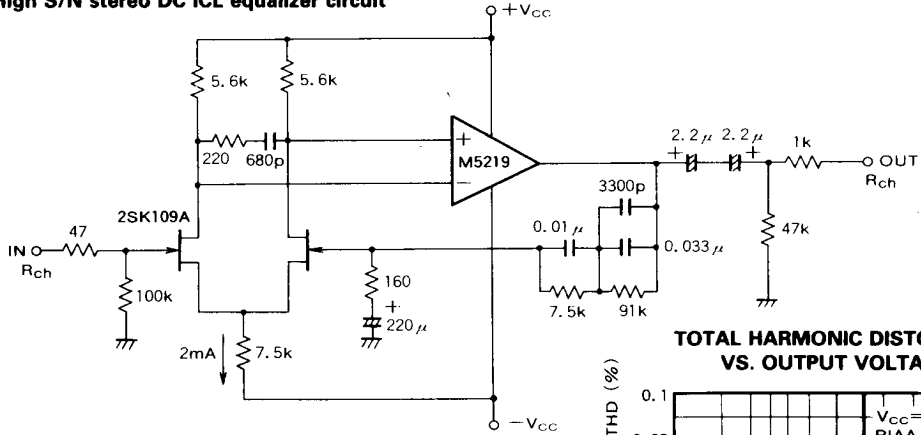 High S/N stereo DC ICL equalizer circuit
+VCC
5.6k
5.6k
220
680p
+
−
M5219
2.2μ
2.2μ
+
+
1k
OUT
Rch
3300p
2SK109A
0.01μ
0.033μ
47k
IN
47
Rch
160
100k
+
220μ
7.5k
91k
2mA
7.5k
−VCC
TOTAL HARMONIC DISTO
VS. OUTPUT VOLTA
THD (%)
0.1
VCC=